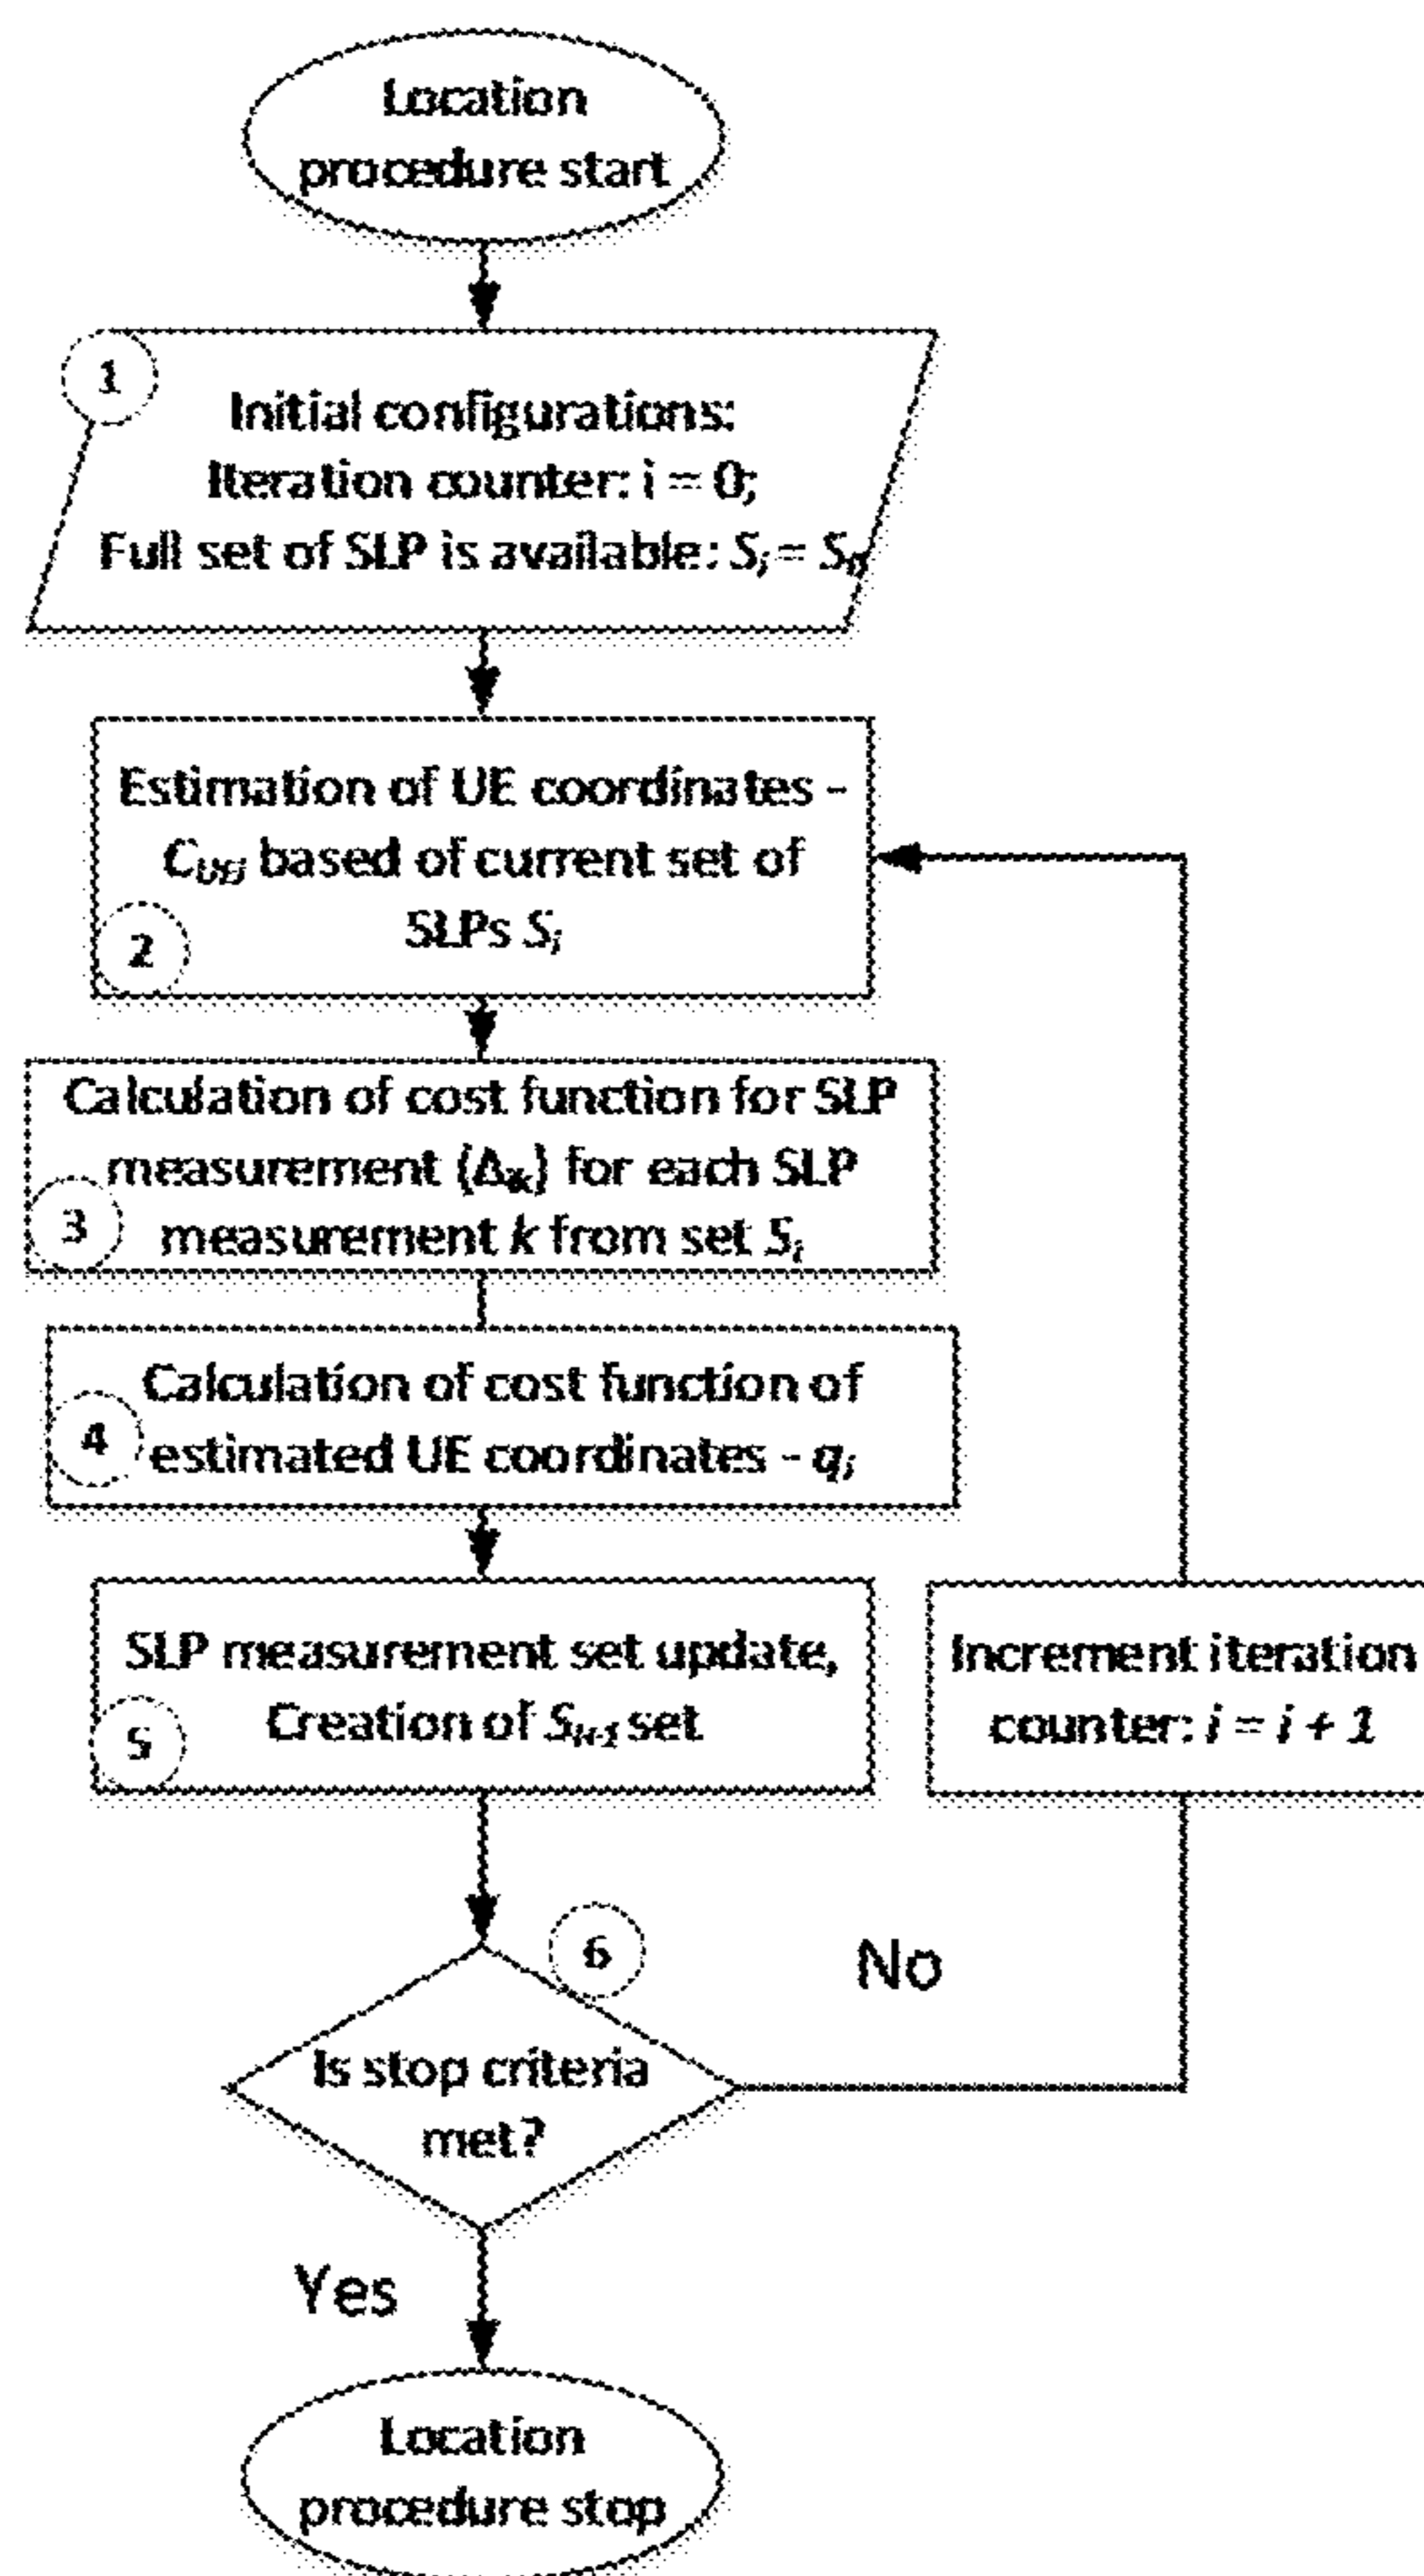 Location
procedure start
1
Initial configurations:
Iteration counter: i = 0;
Full set of SLP is available: Si = S0
Estimation of UE coordinates -
CUEi based of current set of
SLPs Si
2
Calculation of cost function for SLP
measurement (Δk) for each SLP
measurement k from set Si
3
Calculation of cost function of
estimated UE coordinates - qi
4
SLP measurement set update,
Creation of Si+1 set
5
Increment iteration
counter: i = i + 1
6
No
Is stop criteria
met?
Yes
Location
procedure stop